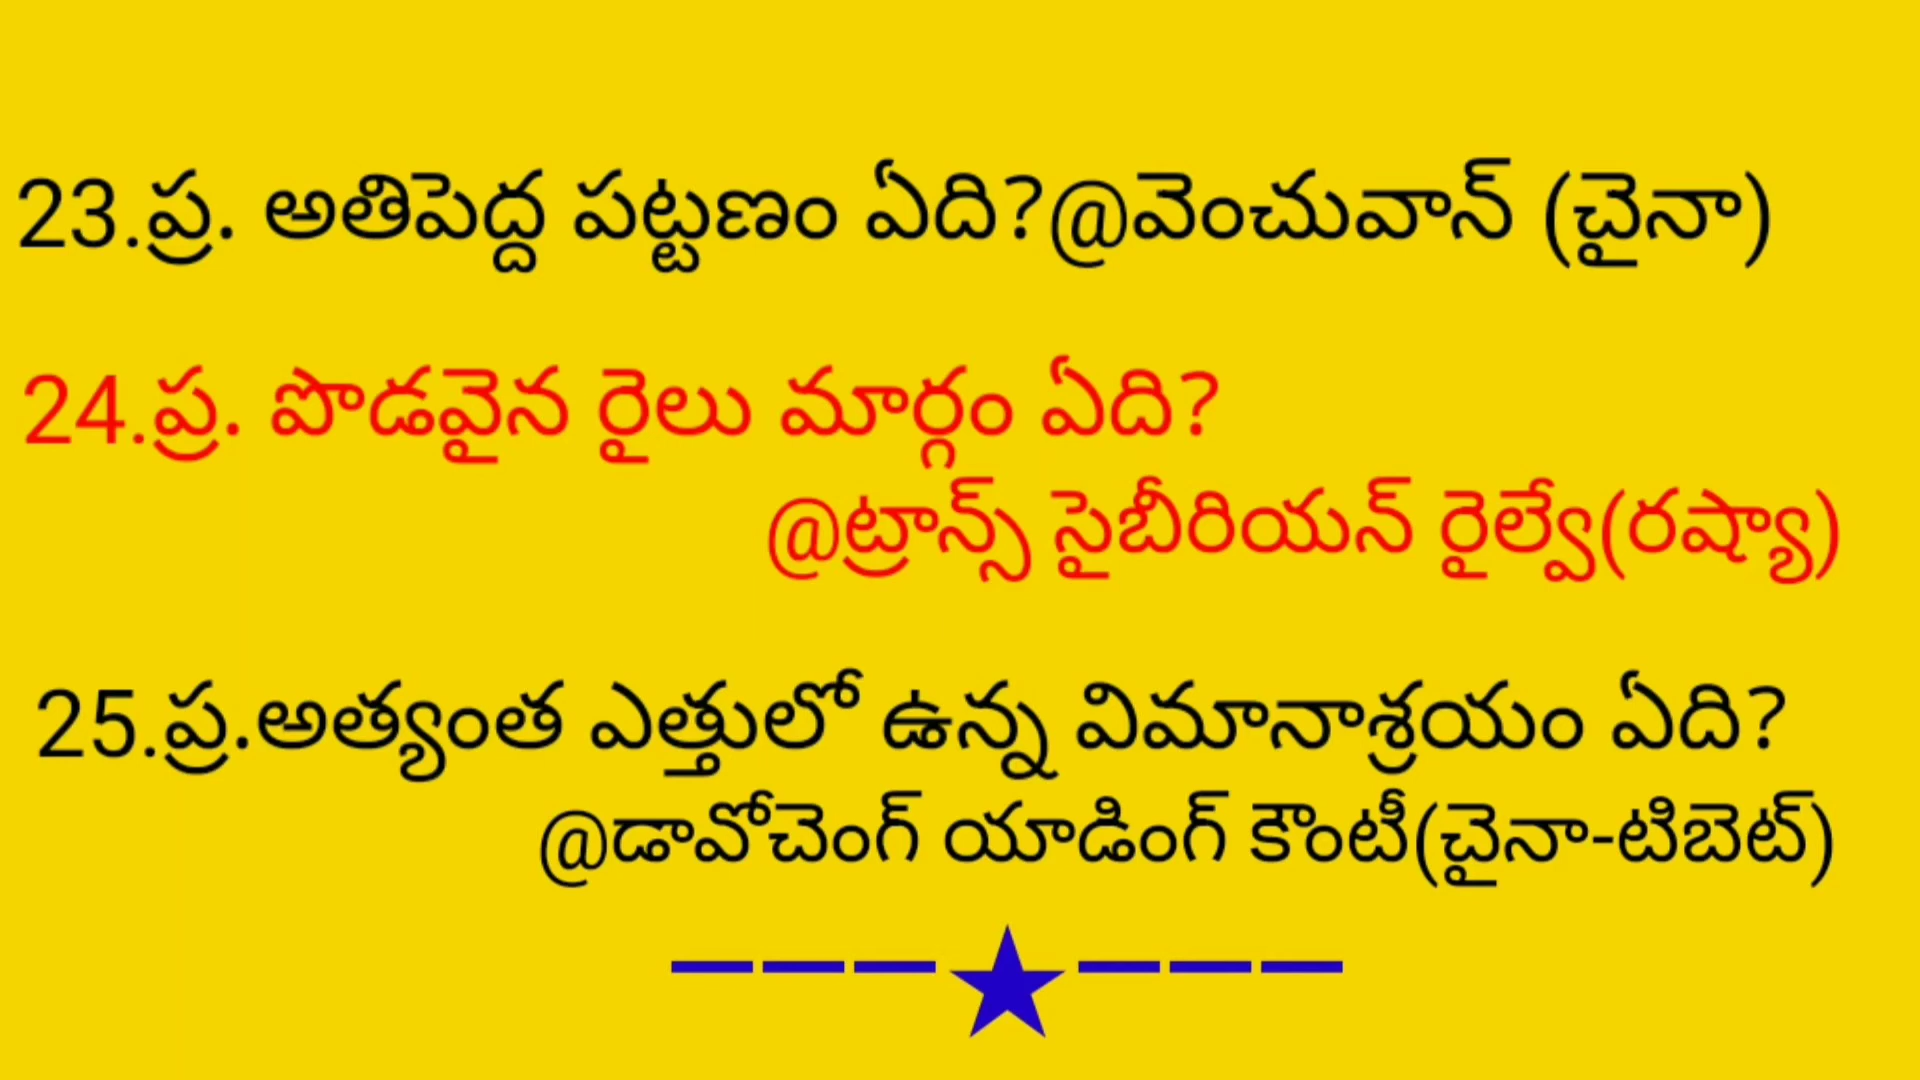 23.ప్ర. అతిపెద్ద పట్టణం ఏది?@వెంచువాన్ (చైనా)
24.ప్ర. పొడవైన రైలు మార్గం ఏది?
@ట్రాన్స్ సైబీరియన్ రైల్వే(రష్యా)
25.ప్ర.అత్యంత ఎత్తులో ఉన్న విమానాశ్రయం ఏది?
@డావోచెంగ్ యాడింగ్ కౌంటీ(చైనా-టిబెట్)